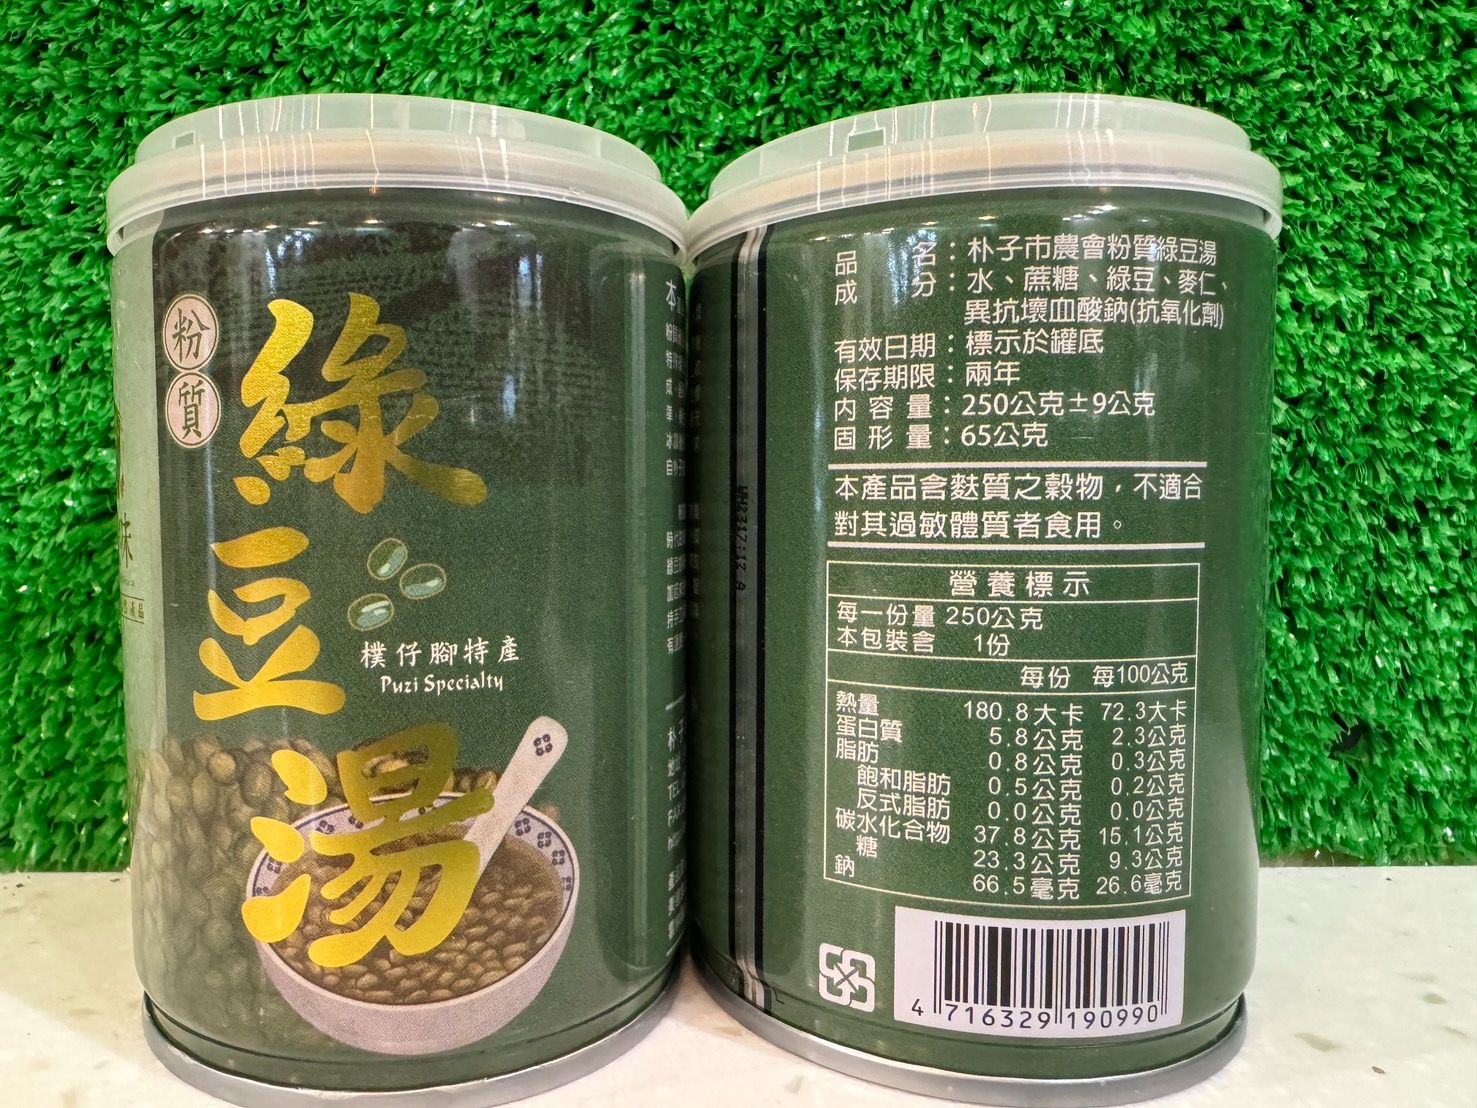 粉質
綠豆湯
樸仔腳特產
Puzi Specialty
味
品名：朴子市農會粉質綠豆湯
成分：水、蔗糖、綠豆、麥仁、
異抗壞血酸鈉(抗氧化劑)
有效日期：標示於罐底
保存期限：兩年
內容量：250公克±9公克
固形量：65公克
本產品含麩質之穀物，不適合
對其過敏體質者食用。
營養標示
每一份量 250公克
本包裝含 1份
每份 每100公克
熱量 180.8大卡 72.3大卡
蛋白質 5.8公克 2.3公克
脂肪 0.8公克 0.3公克
飽和脂肪 0.5公克 0.2公克
反式脂肪 0.0公克 0.0公克
碳水化合物 37.8公克 15.1公克
糖 23.3公克 9.3公克
鈉 66.5毫克 26.6毫克
4 716329 190990